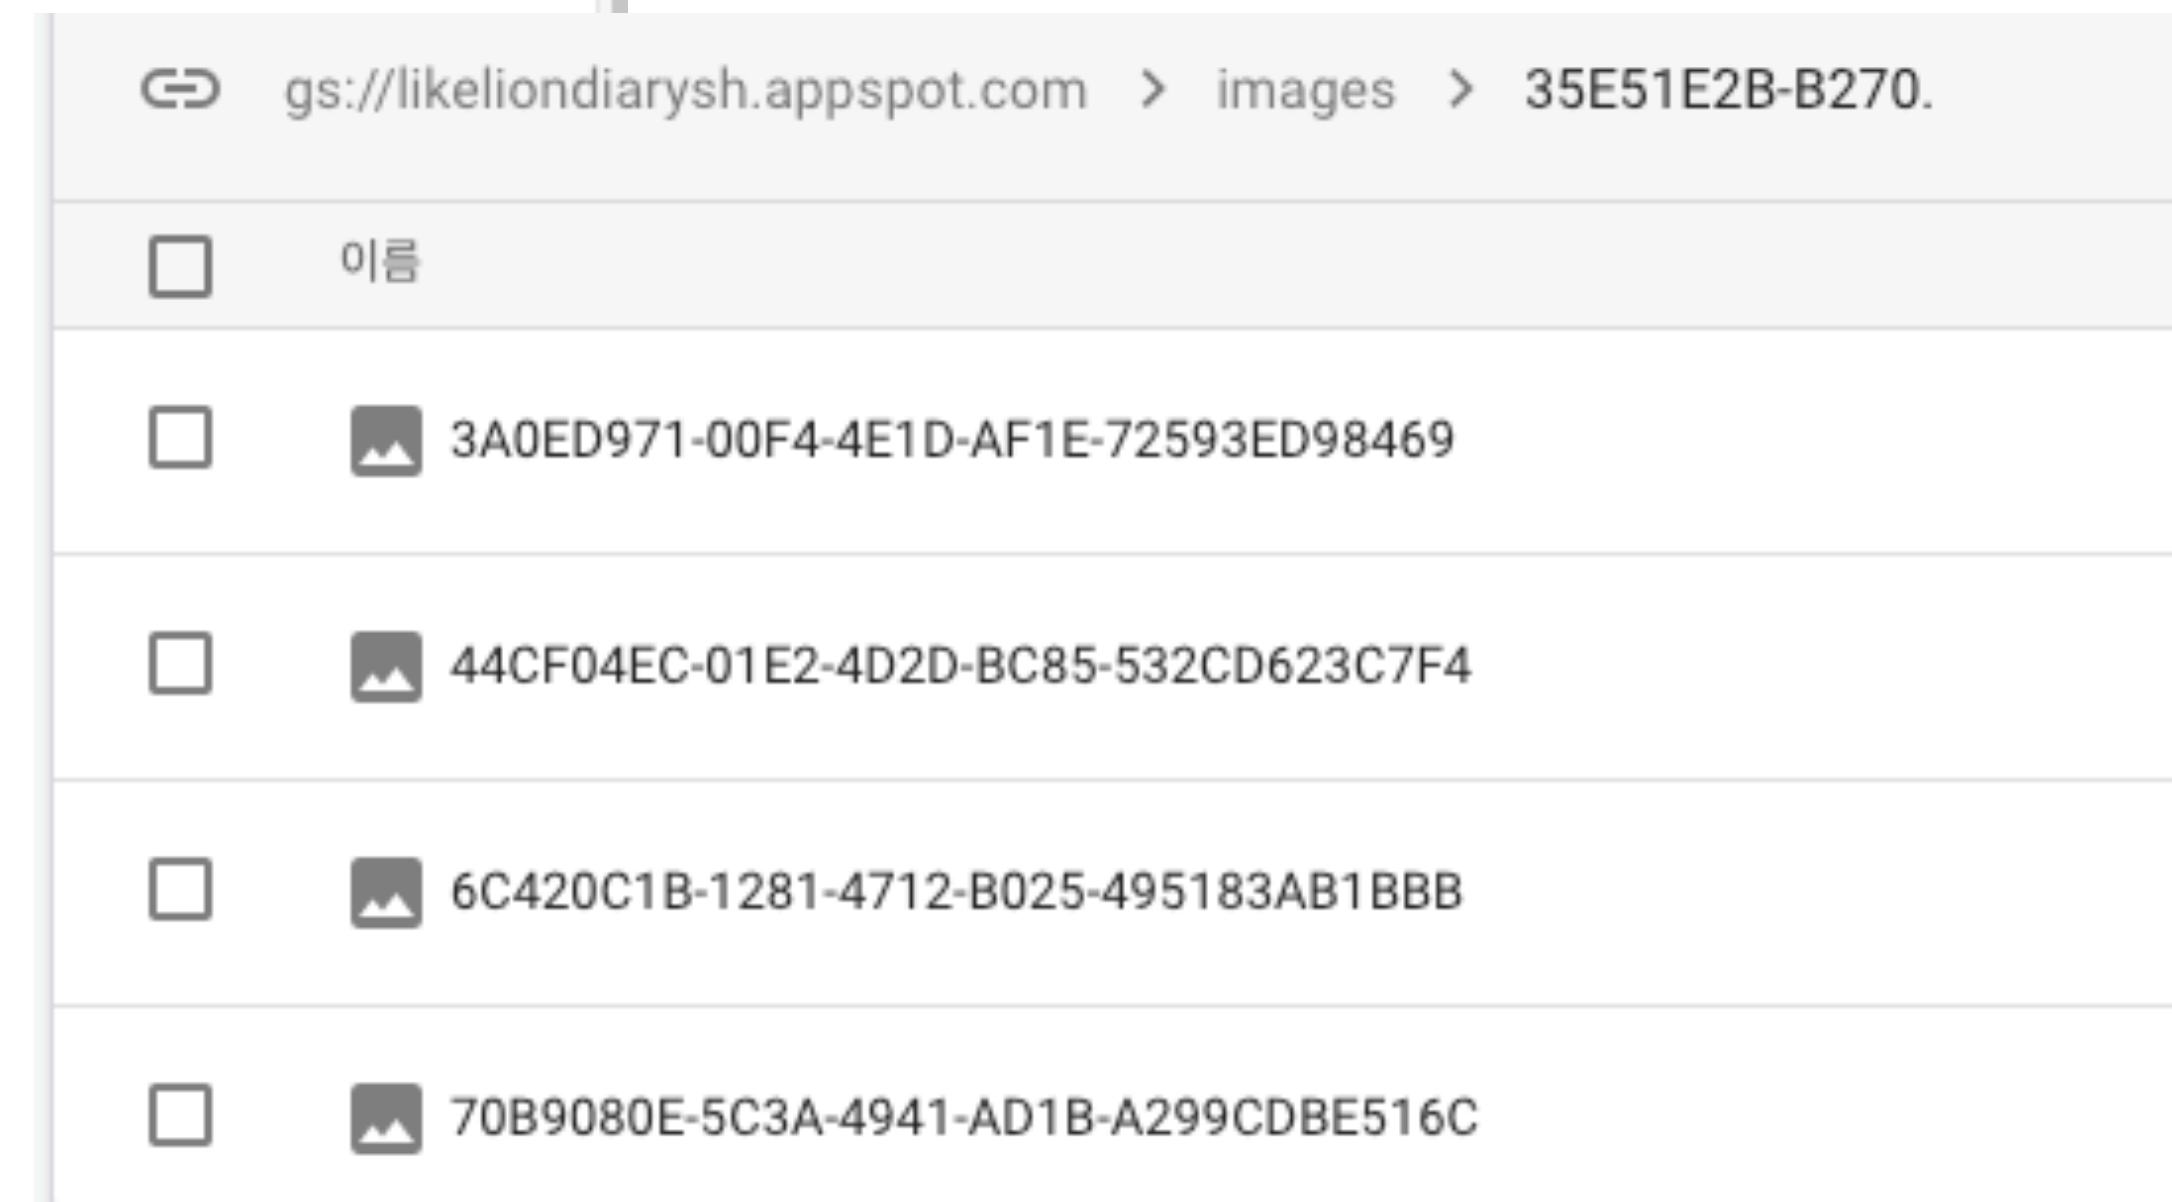 gs://likeliondiarysh.appspot.com > images > 35E51E2B-B270.
이름
3A0ED971-00F4-4E1D-AF1E-72593ED98469
44CF04EC-01E2-4D2D-BC85-532CD623C7F4
6C420C1B-1281-4712-B025-495183AB1BBB
70B9080E-5C3A-4941-AD1B-A299CDBE516C